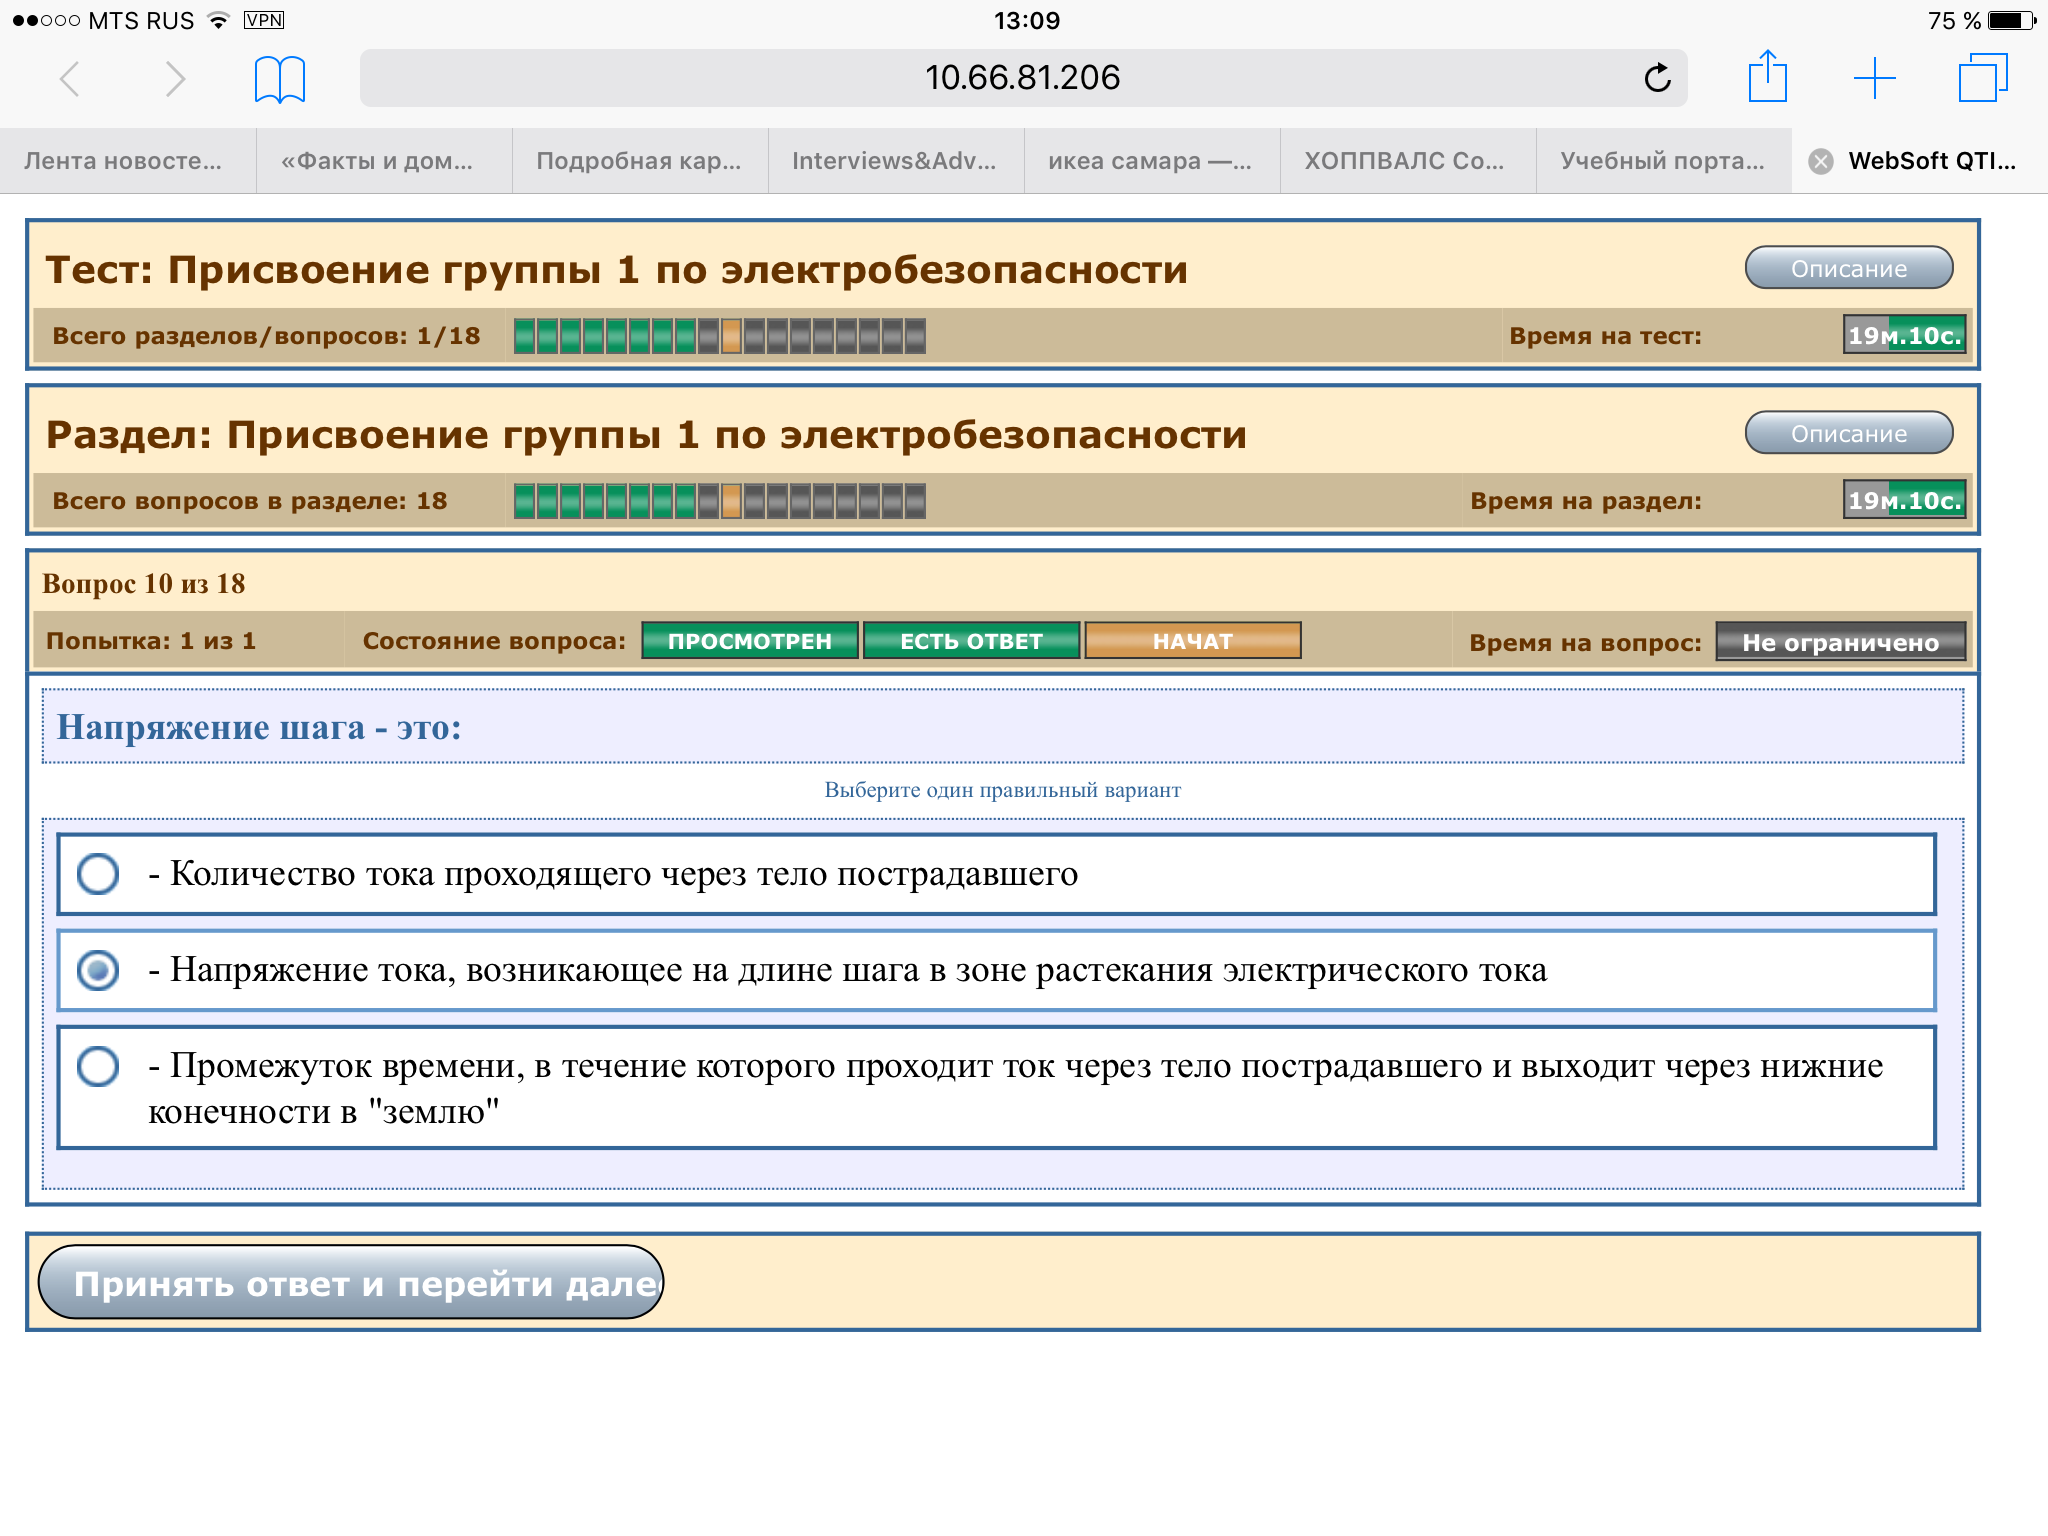 MTS RUS VPN 13:09 75 %
10.66.81.206
Лента новосте... «Факты и дом... Подробная кар... Interviews&Adv... икеа самара —... ХОППВАЛС Со... Учебный порта... WebSoft QTI...
Тест: Присвоение группы 1 по электробезопасности Описание
Всего разделов/вопросов: 1/18 Время на тест: 19м.10с.
Раздел: Присвоение группы 1 по электробезопасности Описание
Всего вопросов в разделе: 18 Время на раздел: 19м.10с.
Вопрос 10 из 18
Попытка: 1 из 1 Состояние вопроса: ПРОСМОТРЕН ЕСТЬ ОТВЕТ НАЧАТ Время на вопрос: Не ограничено
Напряжение шага - это:
Выберите один правильный вариант
- Количество тока проходящего через тело пострадавшего
- Напряжение тока, возникающее на длине шага в зоне растекания электрического тока
- Промежуток времени, в течение которого проходит ток через тело пострадавшего и выходит через нижние
конечности в "землю"
Принять ответ и перейти дале